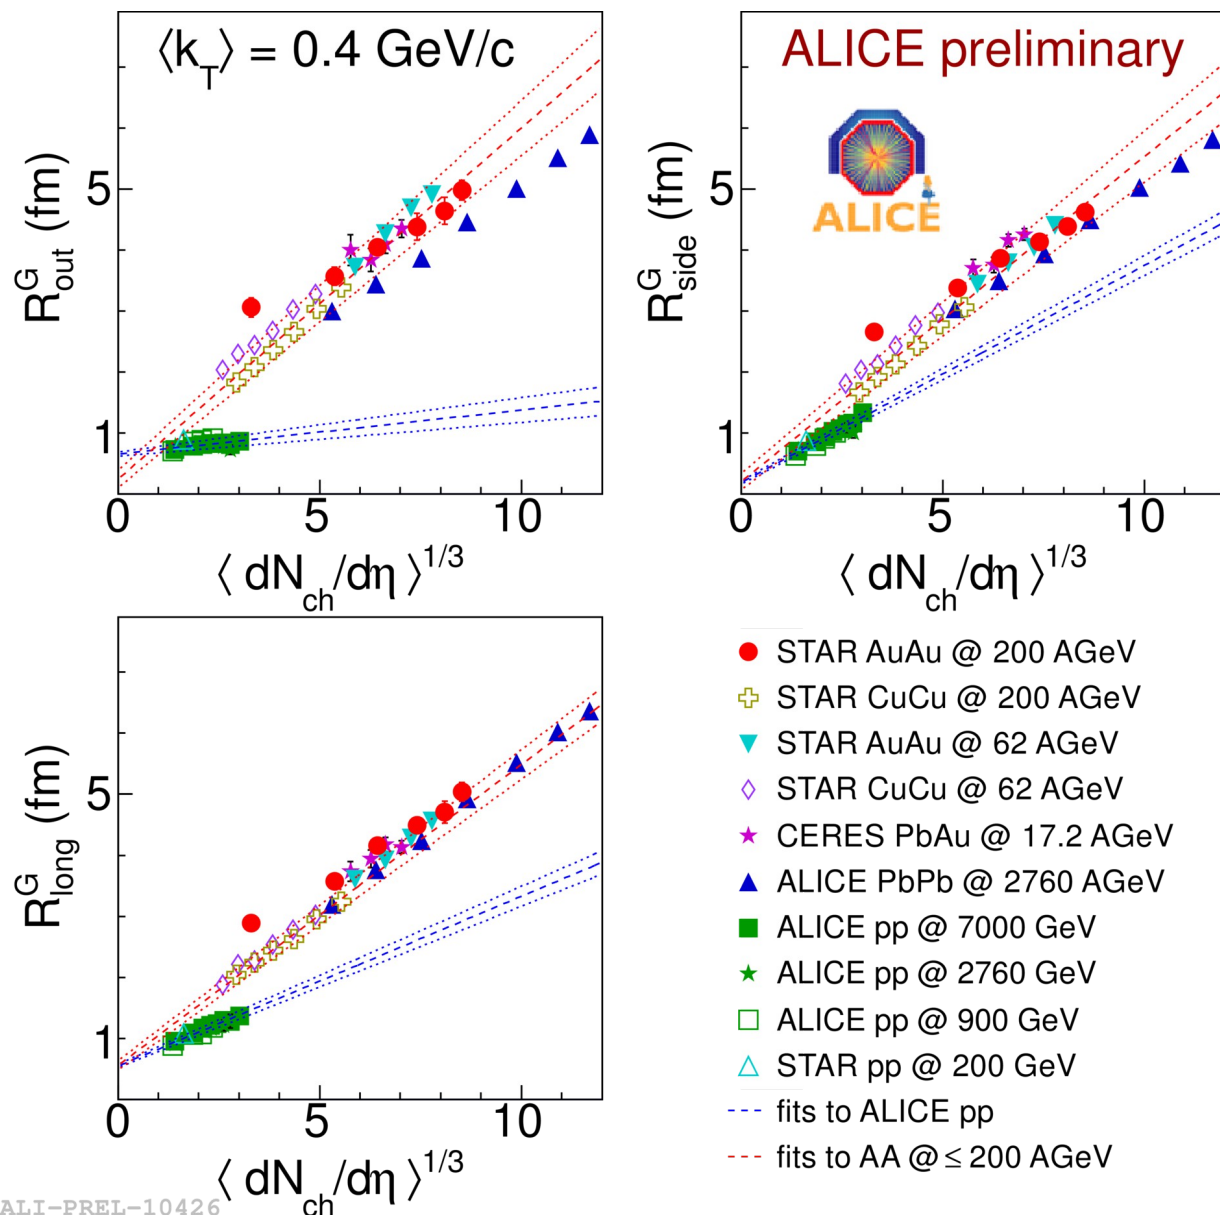 ⟨k_T⟩ = 0.4 GeV/c
R^G_out (fm)
5
1
0 5 10
⟨ dN_ch/dη ⟩^1/3
ALICE preliminary
ALICE
R^G_side (fm)
5
1
0 5 10
⟨ dN_ch/dη ⟩^1/3
R^G_long (fm)
5
1
0 5 10
⟨ dN_ch/dη ⟩^1/3
STAR AuAu @ 200 AGeV
STAR CuCu @ 200 AGeV
STAR AuAu @ 62 AGeV
STAR CuCu @ 62 AGeV
CERES PbAu @ 17.2 AGeV
ALICE PbPb @ 2760 AGeV
ALICE pp @ 7000 GeV
ALICE pp @ 2760 GeV
ALICE pp @ 900 GeV
STAR pp @ 200 GeV
fits to ALICE pp
fits to AA @ ≤ 200 AGeV
ALI-PREL-10426